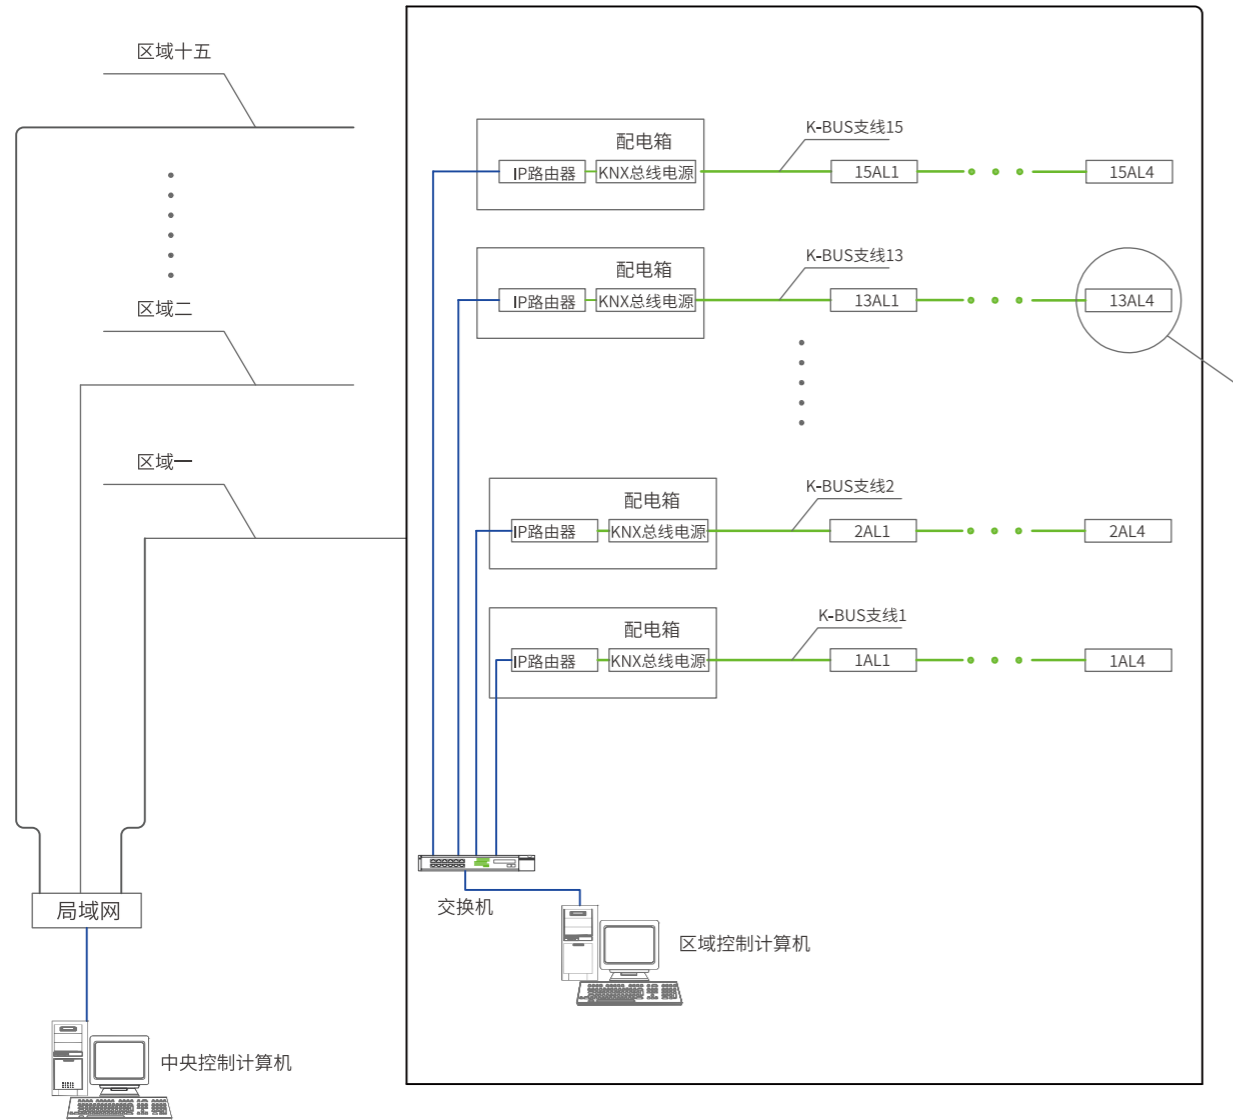 区域十五
区域二
区域一
局域网
中央控制计算机
配电箱
K-BUS支线15
IP路由器
KNX总线电源
15AL1
15AL4
配电箱
K-BUS支线13
IP路由器
KNX总线电源
13AL1
13AL4
配电箱
K-BUS支线2
IP路由器
KNX总线电源
2AL1
2AL4
配电箱
K-BUS支线1
IP路由器
KNX总线电源
1AL1
1AL4
交换机
区域控制计算机